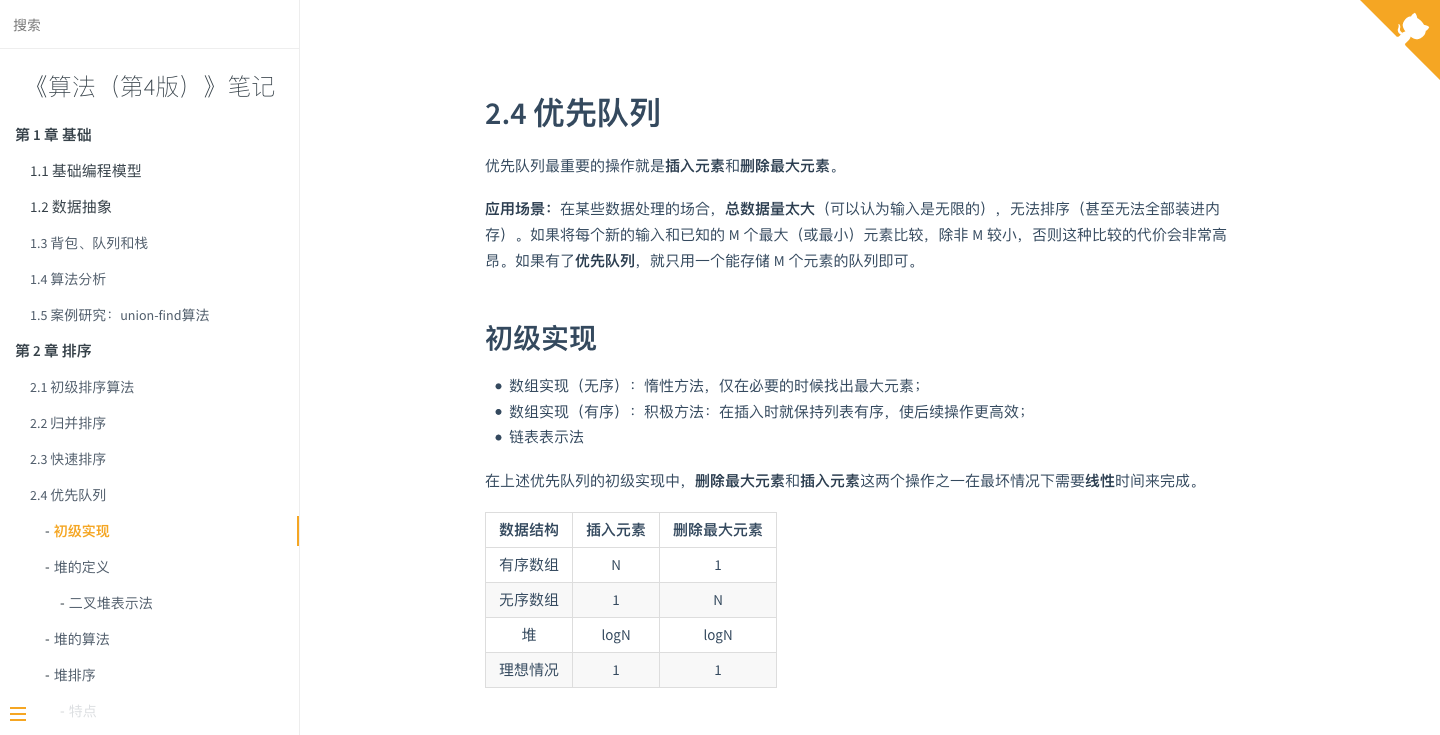 搜索
《算法（第4版）》笔记
第 1 章 基础
1.1 基础编程模型
1.2 数据抽象
1.3 背包、队列和栈
1.4 算法分析
1.5 案例研究：union-find算法
第 2 章 排序
2.1 初级排序算法
2.2 归并排序
2.3 快速排序
2.4 优先队列
- 初级实现
- 堆的定义
- 二叉堆表示法
- 堆的算法
- 堆排序
- 特点
2.4 优先队列
优先队列最重要的操作就是插入元素和删除最大元素。
应用场景：在某些数据处理的场合，总数据量太大（可以认为输入是无限的），无法排序（甚至无法全部装进内
存）。如果将每个新的输入和已知的 M 个最大（或最小）元素比较，除非 M 较小，否则这种比较的代价会非常高
昂。如果有了优先队列，就只用一个能存储 M 个元素的队列即可。
初级实现
● 数组实现（无序）：惰性方法，仅在必要的时候找出最大元素；
● 数组实现（有序）：积极方法：在插入时就保持列表有序，使后续操作更高效；
● 链表表示法
在上述优先队列的初级实现中，删除最大元素和插入元素这两个操作之一在最坏情况下需要线性时间来完成。
数据结构 插入元素 删除最大元素
有序数组 N 1
无序数组 1 N
堆 logN logN
理想情况 1 1